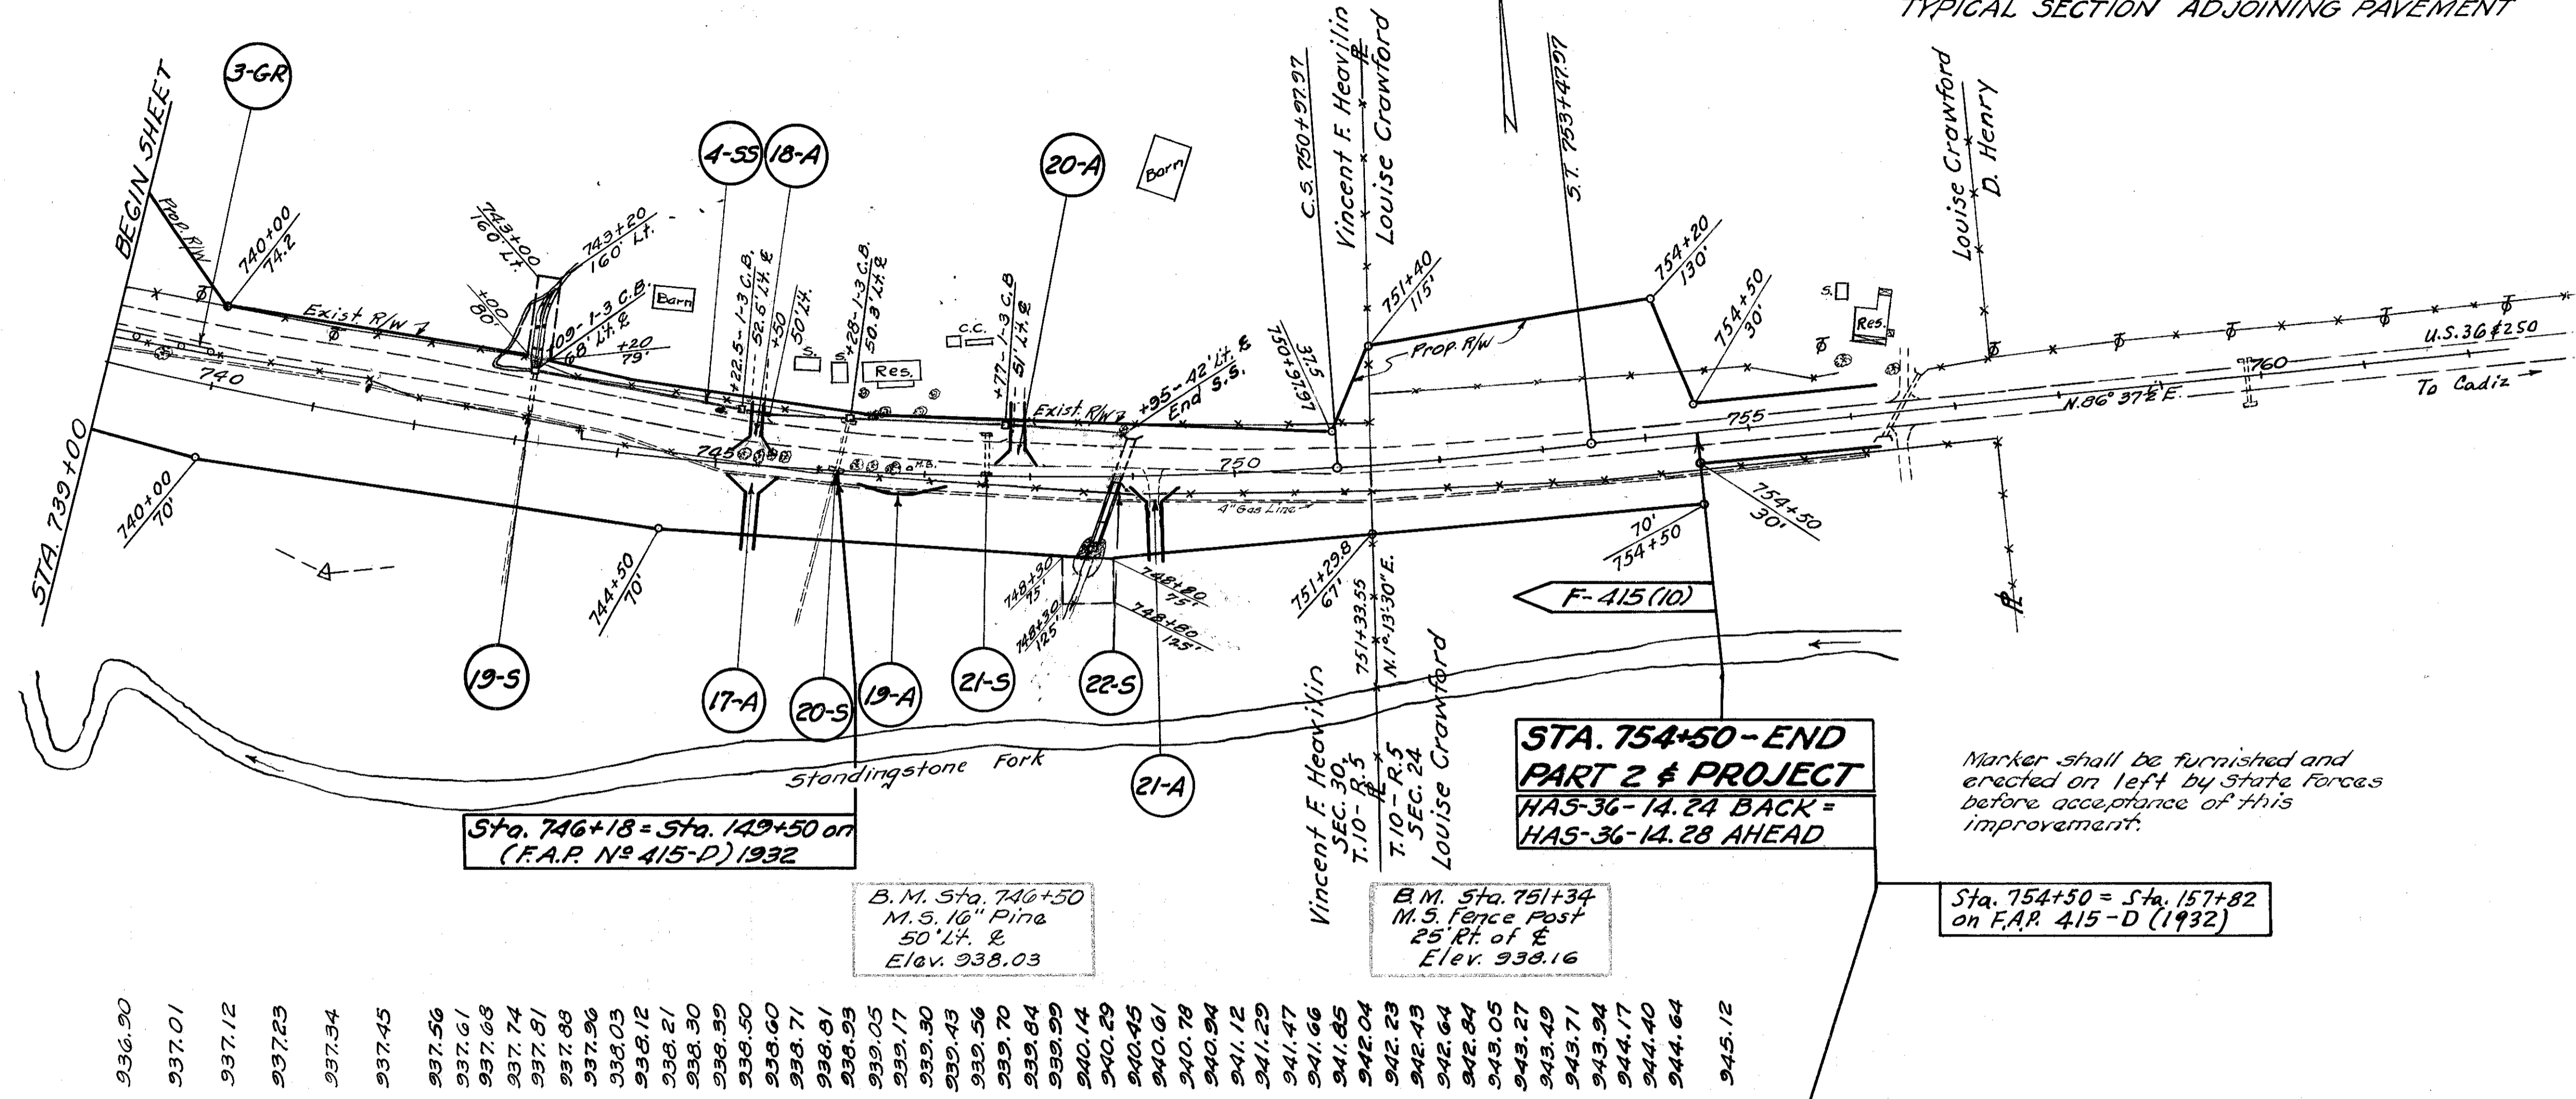 TYPICAL SECTION ADJOINING PAVEMENT
BEGIN SHEET
STA. 739+00
3-GR
Prop. R/W
740+00
74.2
Exist R/W
743+00
160' Lt.
743+20
160' Lt.
+00
80'
+09-1-3 C.B.
68' Lt. ℄
+20
79'
Barn
4-SS
18-A
+22.5-1-3 C.B.
52.5' Lt. ℄
+50
50' Lt.
S.
S.
+28-1-3 C.B.
50.3' Lt. ℄
Res.
C.C.
+77-1-3 C.B
51' Lt. ℄
20-A
Barn
Exist. R/W
+95-42' Lt. ℄
End S.S.
C.S. 750+97.97
Vincent F. Heavilin
Louise Crawford
37.5
750+97.97
751+40
115'
Prop. R/W
S.T. 753+47.97
754+20
130'
754+50
30'
S.
Res.
Louise Crawford
D. Henry
U.S. 36 & 250
To Cadiz
N. 86° 37½' E.
740
745
H.B.
750
755
760
4" Gas Line
740+00
70'
744+50
70'
748+30
75'
748+30
125'
748+80
75'
748+80
125'
751+29.8
67'
751+33.55
N. 1°-13'-30" E.
70'
754+50
754+50
30'
F-415(10)
19-S
17-A
20-S
19-A
21-S
22-S
21-A
Standingstone Fork
Vincent F. Heavilin
SEC. 30,
T. 10 - R. 5
T. 10 - R. 5
SEC. 24
Louise Crawford
Sta. 746+18 = Sta. 149+50 on
(F.A.P. Nº 415-D) 1932
STA. 754+50 - END
PART 2 & PROJECT
HAS-36-14.24 BACK =
HAS-36-14.28 AHEAD
Marker shall be furnished and
erected on left by State Forces
before acceptance of this
improvement.
Sta. 754+50 = Sta. 157+82
on F.A.P. 415-D (1932)
B.M. Sta. 746+50
M.S. 16" Pine
50' Lt. ℄
Elev. 938.03
B.M. Sta. 751+34
M.S. Fence Post
25' Rt. of ℄
Elev. 938.16
936.90
937.01
937.12
937.23
937.34
937.45
937.56
937.61
937.68
937.74
937.81
937.88
937.96
938.03
938.12
938.21
938.30
938.39
938.50
938.60
938.71
938.81
938.93
939.05
939.17
939.30
939.43
939.56
939.70
939.84
939.99
940.14
940.29
940.45
940.61
940.78
940.94
941.12
941.29
941.47
941.66
941.85
942.04
942.23
942.43
942.64
942.84
943.05
943.27
943.49
943.71
943.94
944.17
944.40
944.64
945.12